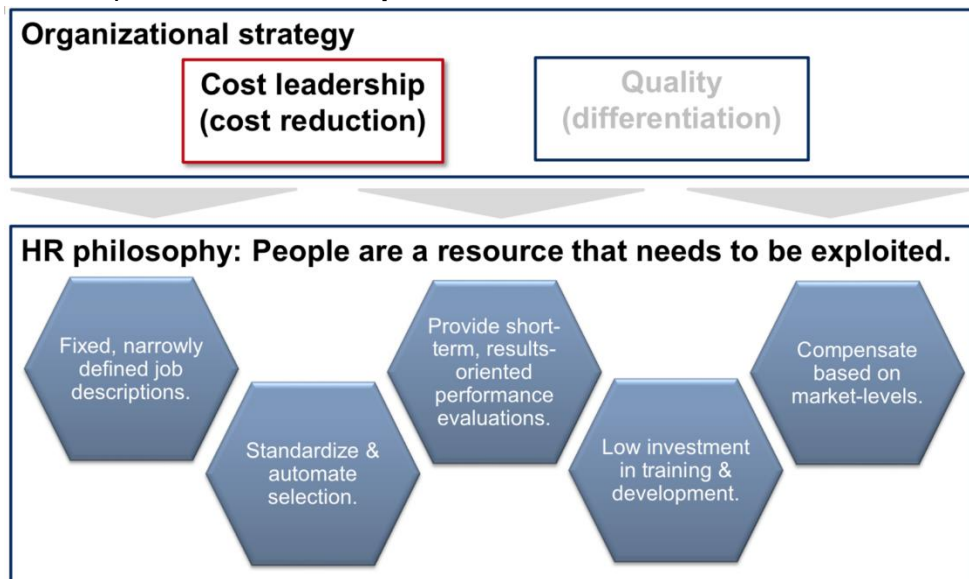 Organizational strategy
Cost leadership
(cost reduction)
Quality
(differentiation)
HR philosophy: People are a resource that needs to be exploited.
Fixed, narrowly
defined job
descriptions.
Standardize &
automate
selection.
Provide short-
term, results-
oriented
performance
evaluations.
Low investment
in training &
development.
Compensate
based on
market-levels.